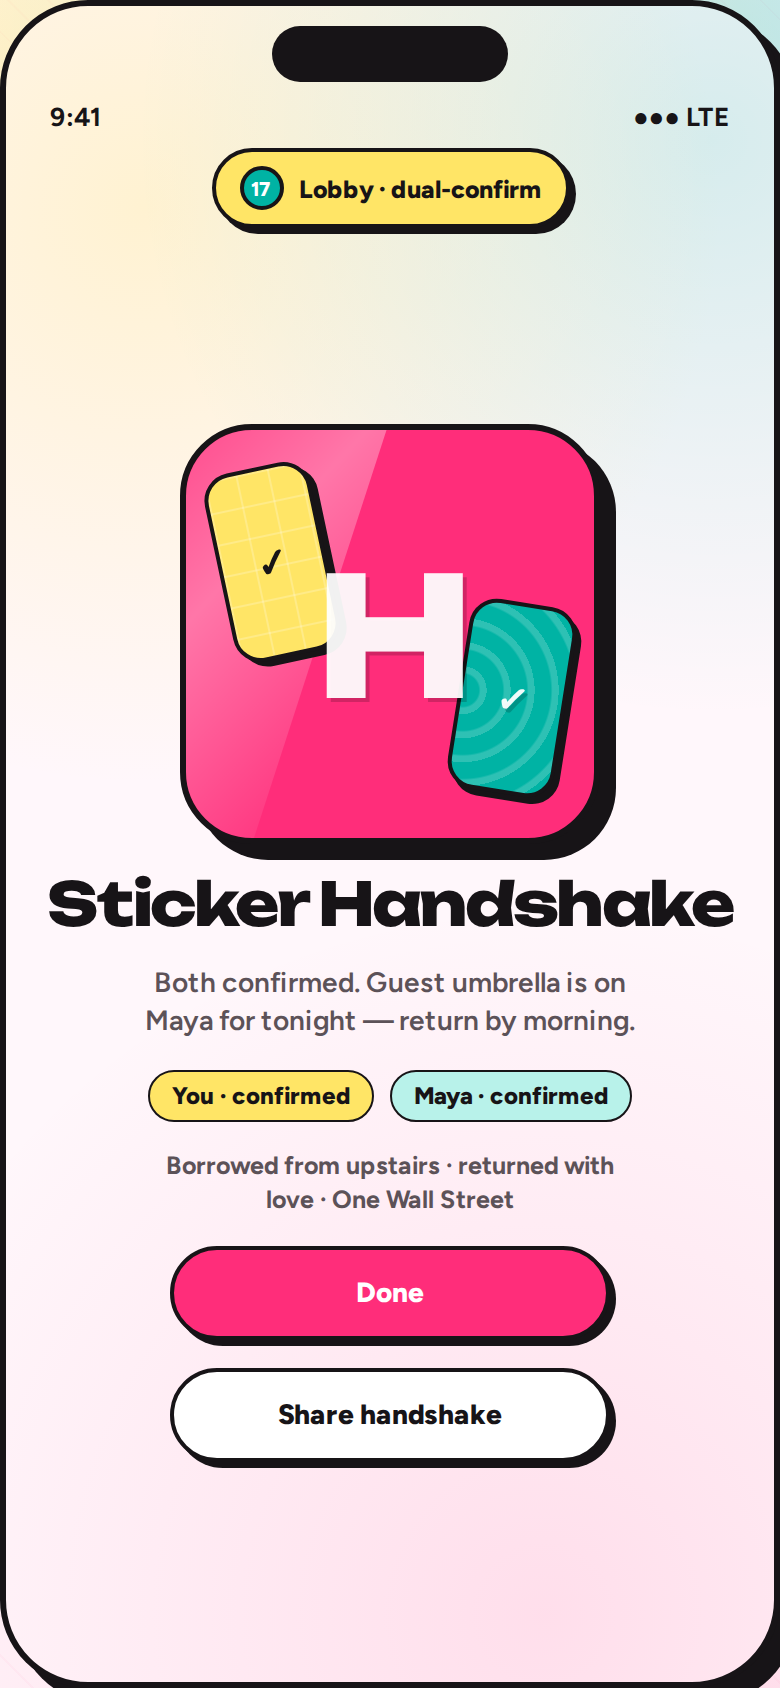 9:41
●●● LTE
17
Lobby · dual-confirm
✓
H
✓
Sticker Handshake
Both confirmed. Guest umbrella is on
Maya for tonight — return by morning.
You · confirmed
Maya · confirmed
Borrowed from upstairs · returned with
love · One Wall Street
Done
Share handshake